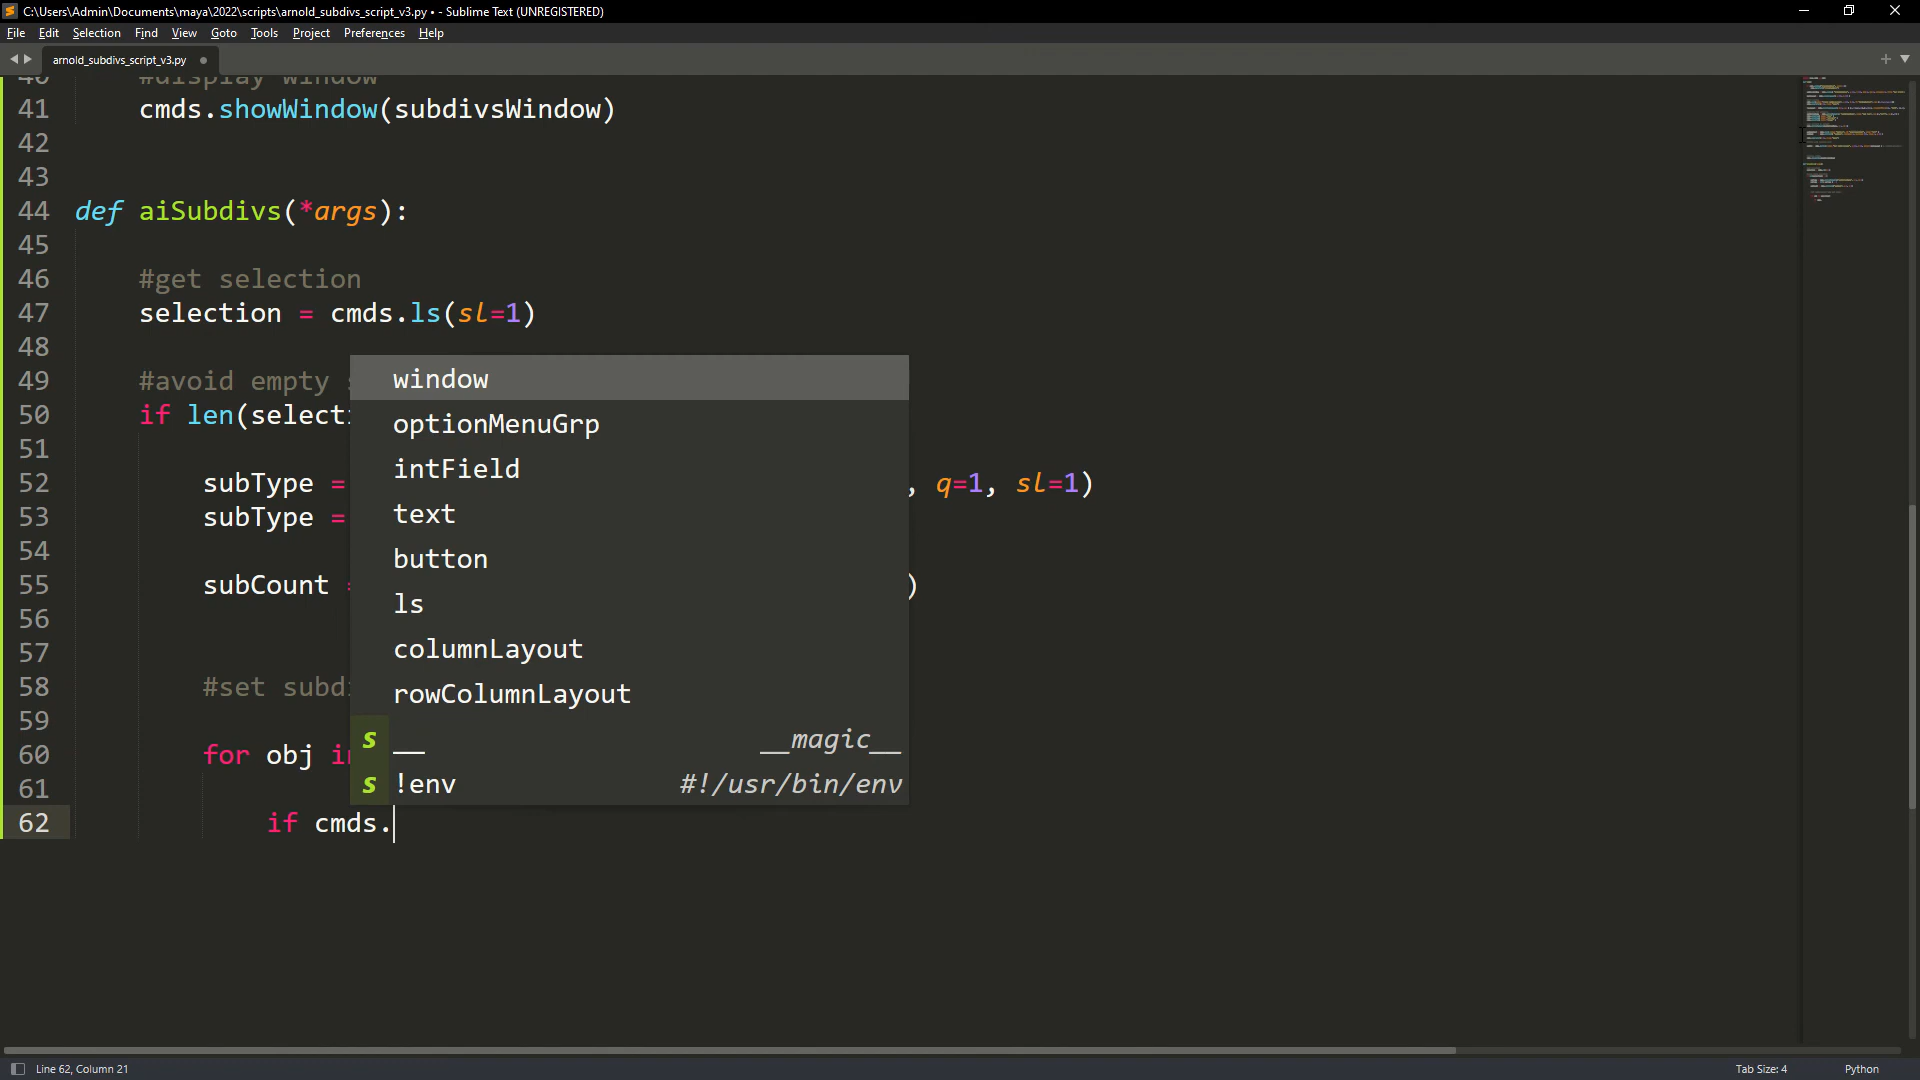 C:\Users\Admin\Documents\maya\2022\scripts\arnold_subdivs_script_v3.py • - Sublime Text (UNREGISTERED)
File Edit Selection Find View Goto Tools Project Preferences Help
arnold_subdivs_script_v3.py
40 #display window
41 cmds.showWindow(subdivsWindow)
42
43
44 def aiSubdivs(*args):
45
46 #get selection
47 selection = cmds.ls(sl=1)
48
49 #avoid empty
50 if len(selecti
51
52 subType = , q=1, sl=1)
53 subType =
54
55 subCount = )
56
57
58 #set subd
59
60 for obj in
61
62 if cmds.
window
optionMenuGrp
intField
text
button
ls
columnLayout
rowColumnLayout
s __ __magic__
s !env #!/usr/bin/env
Line 62, Column 21
Tab Size: 4 Python